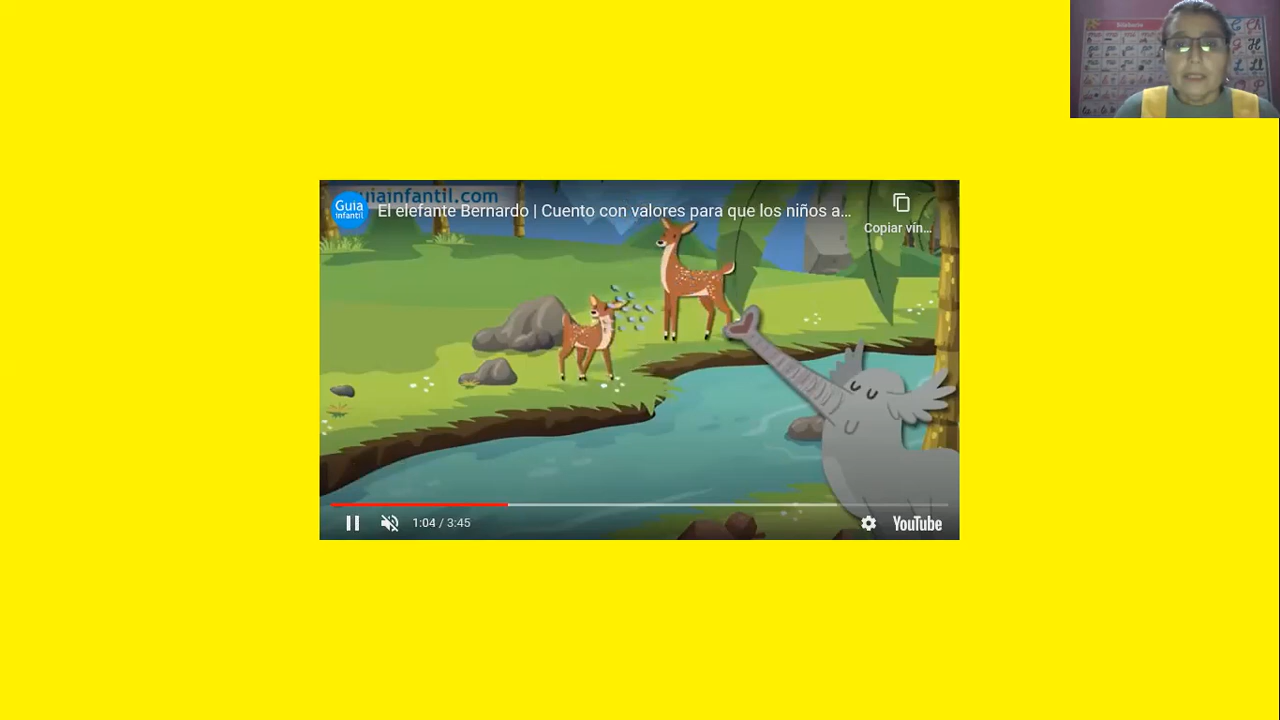 uiainfantil.com
Guia
infantil
El elefante Bernardo | Cuento con valores para que los niños a...
Copiar vín...
1:04 / 3:45
YouTube